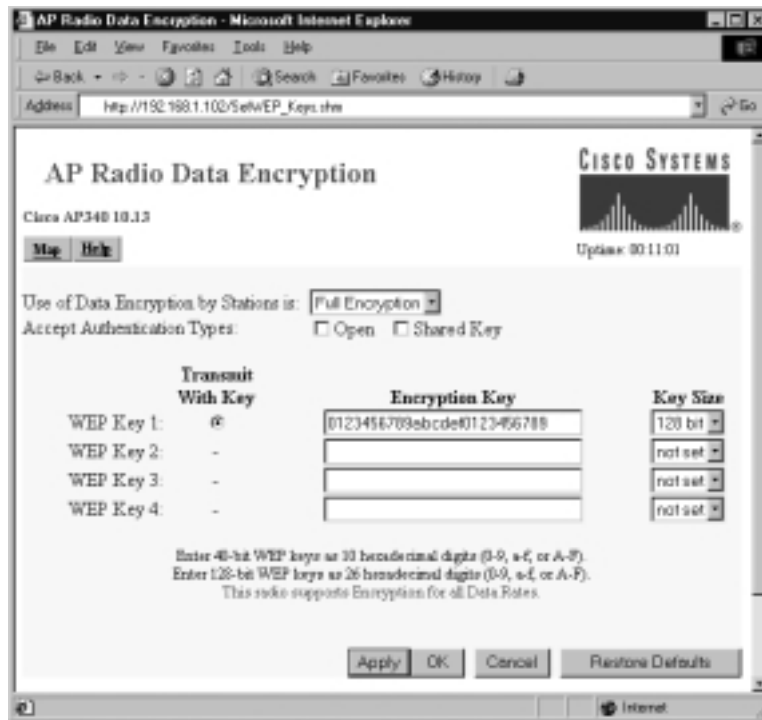 AP Radio Data Encryption - Microsoft Internet Explorer
File Edit View Favorites Tools Help
Back Search Favorites History
Address http://192.168.1.102/SetWEP_Keys.shm Go
AP Radio Data Encryption
CISCO SYSTEMS
Cisco AP340 10.13
Map Help
Uptime: 00:11:01
Use of Data Encryption by Stations is: Full Encryption
Accept Authentication Types: Open Shared Key
Transmit
With Key Encryption Key Key Size
WEP Key 1: 0123456789abcdef0123456789 128 bit
WEP Key 2: - not set
WEP Key 3: - not set
WEP Key 4: - not set
Enter 40-bit WEP keys as 10 hexadecimal digits (0-9, a-f, or A-F).
Enter 128-bit WEP keys as 26 hexadecimal digits (0-9, a-f, or A-F).
This radio supports Encryption for all Data Rates.
Apply OK Cancel Restore Defaults
Internet